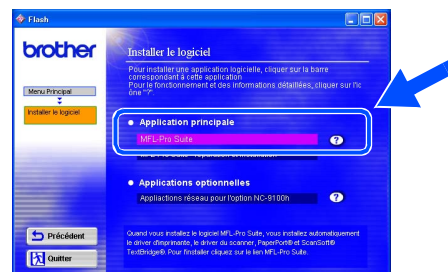 Flash
brother
Installer le logiciel
Pour installer une application logicielle, cliquer sur la barre
correspondant à cette application
Pour le fonctionnement et des informations détaillées, cliquer sur l'ic
ône "?".
Menu Principal
Installer le logiciel
Application principale
MFL-Pro Suite
?
Applications optionnelles
Appliactions réseau pour l'option NC-9100h
?
Précédent
Quitter
Quand vous installez le logiciel MFL-Pro Suite, vous installez automatiquement
le driver d'imprimante, le driver du scanner, PaperPort® et ScanSoft®
TextBridge®. Pour l'installer cliquez sur le lien MFL-Pro Suite.